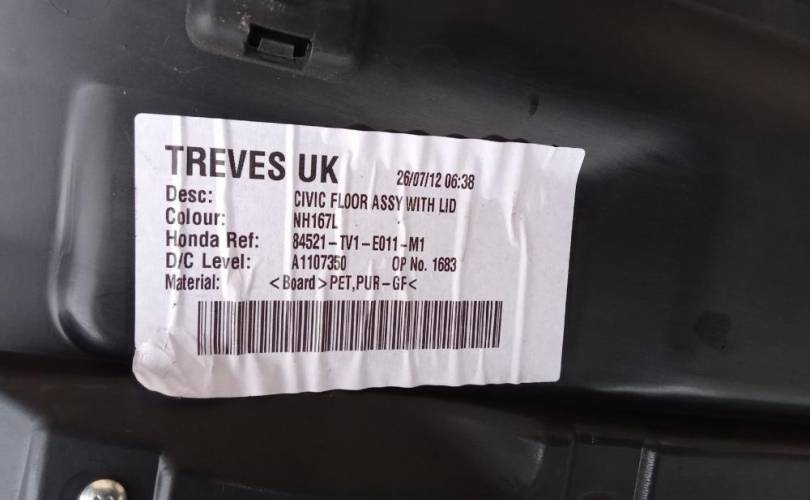 TREVES UK 26/07/12 06:38
Desc: CIVIC FLOOR ASSY WITH LID
Colour: NH167L
Honda Ref: 84521-TV1-E011-M1
D/C Level: A1107350 OP No. 1683
Material: <Board>PET,PUR-GF<